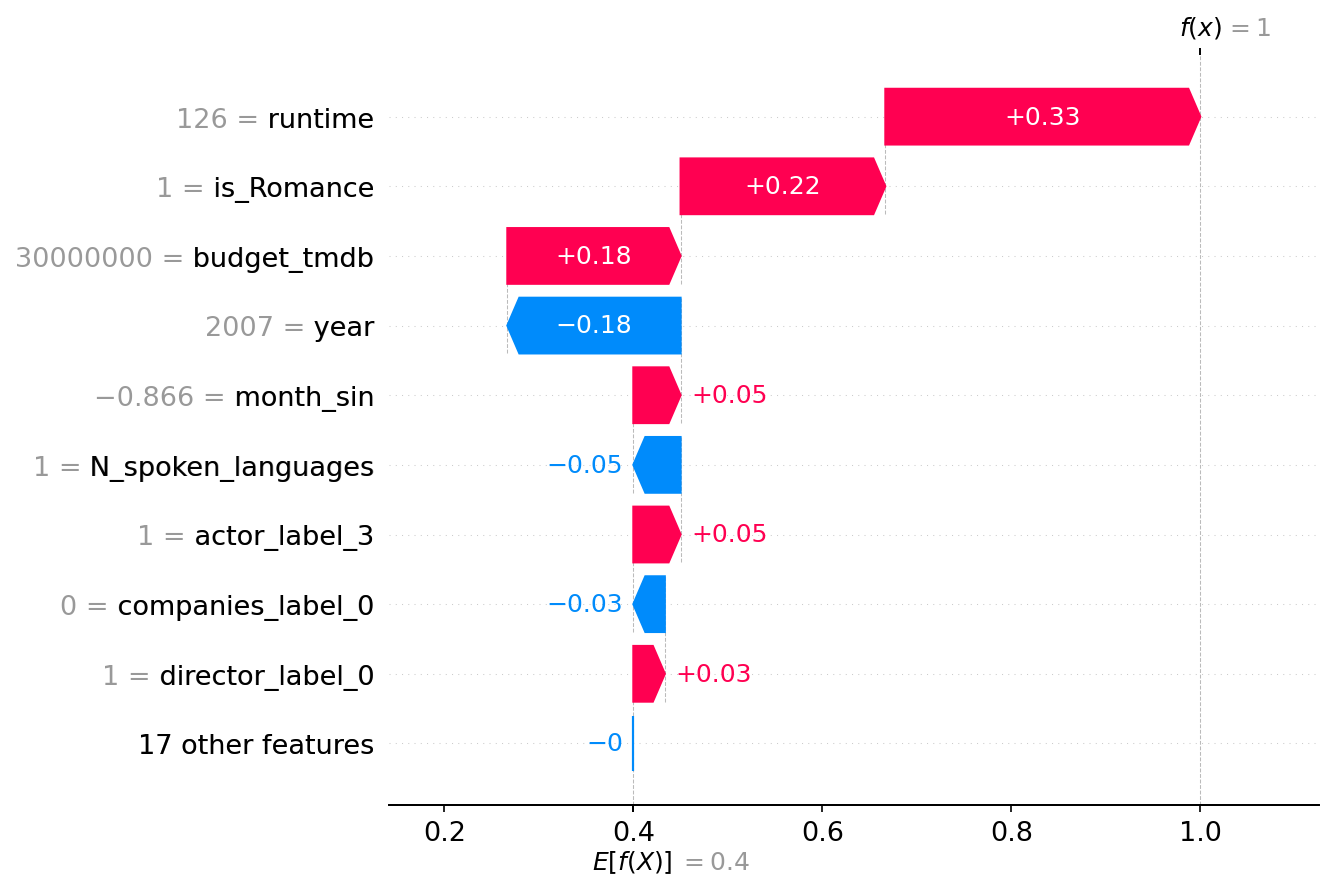 f(x) = 1
126 = runtime
+0.33
1 = is_Romance
+0.22
30000000 = budget_tmdb
+0.18
2007 = year
−0.18
−0.866 = month_sin
+0.05
1 = N_spoken_languages
−0.05
1 = actor_label_3
+0.05
0 = companies_label_0
−0.03
1 = director_label_0
+0.03
17 other features
−0
0.2 0.4 0.6 0.8 1.0
E[f(X)] = 0.4